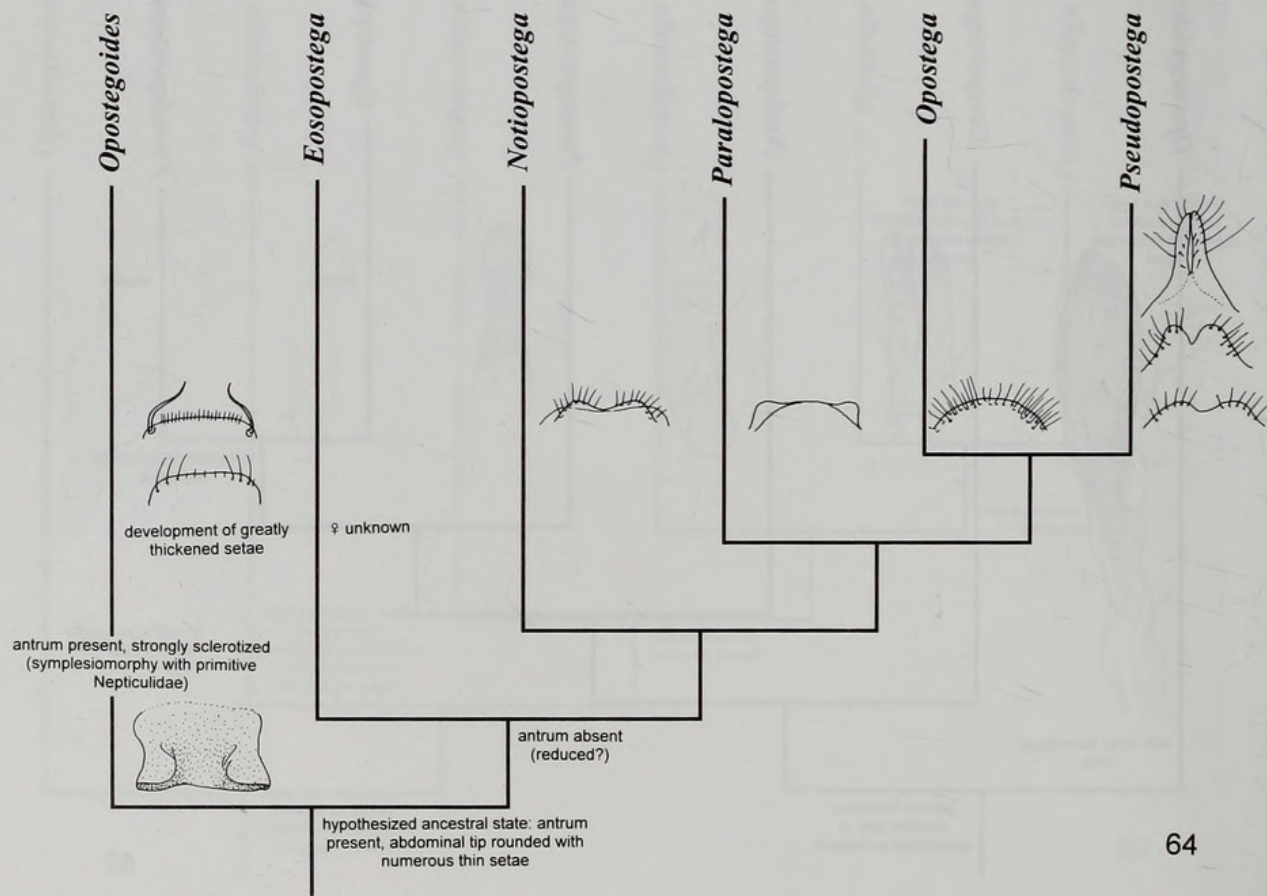 Opostegoides
Eosopostega
Notiopostega
Paralopostega
Opostega
Pseudopostega
development of greatly
thickened setae
♀ unknown
antrum present, strongly sclerotized
(symplesiomorphy with primitive
Nepticulidae)
antrum absent
(reduced?)
hypothesized ancestral state: antrum
present, abdominal tip rounded with
numerous thin setae
64